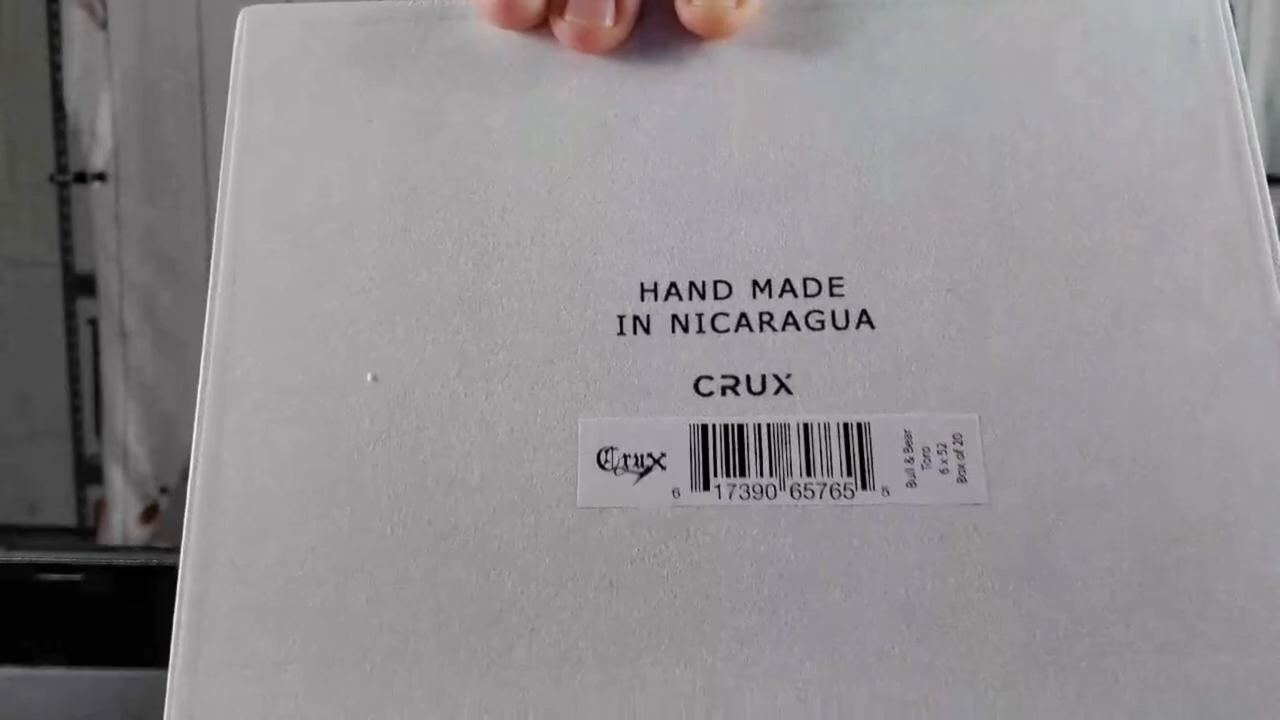 HAND MADE
IN NICARAGUA
CRUX
Crux
6 17390 65765 5
Bull & Bear
Toro
6 x 52
Box of 20